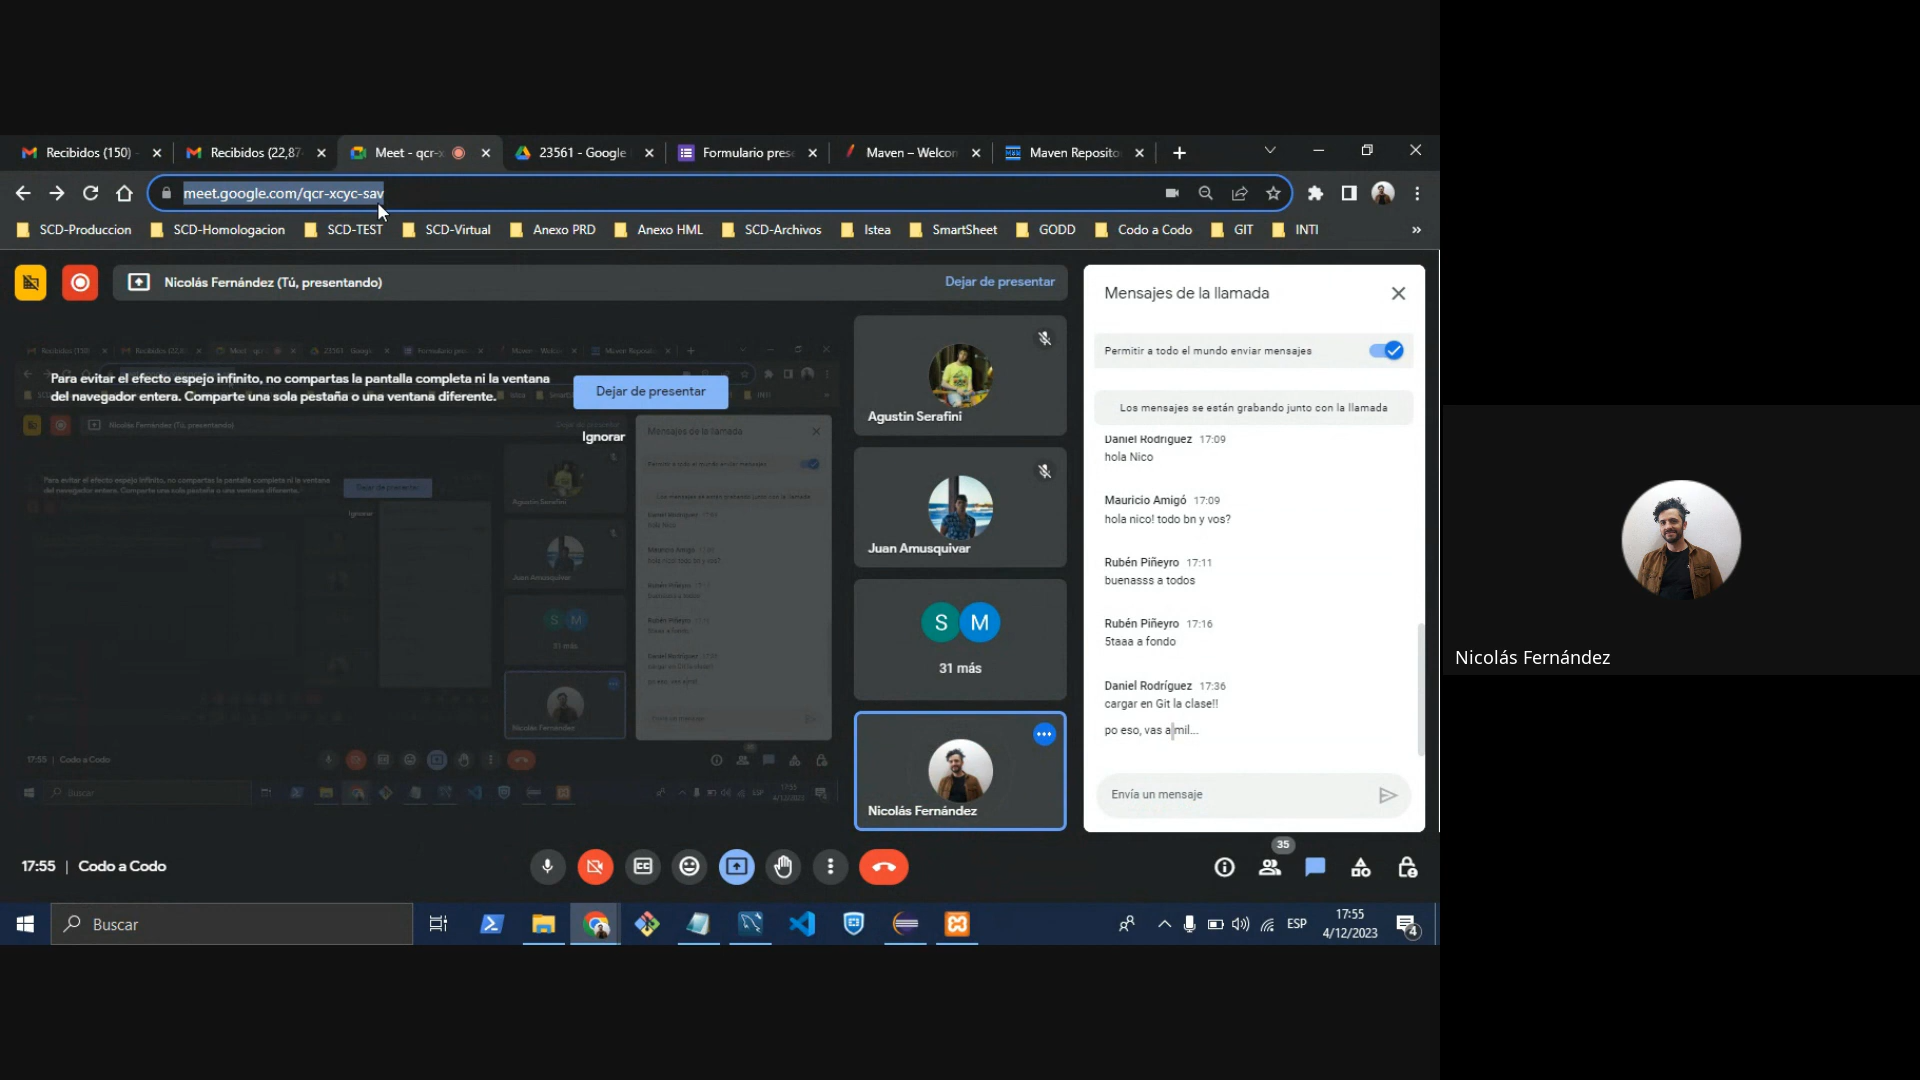 Recibidos (150)
Recibidos (22,87
Meet - qcr-x
23561 - Google
Formulario pres
Maven – Welcon
Maven Reposito
meet.google.com/qcr-xcyc-sav
SCD-Produccion
SCD-Homologacion
SCD-TEST
SCD-Virtual
Anexo PRD
Anexo HML
SCD-Archivos
Istea
SmartSheet
GODD
Codo a Codo
GIT
INTI
»
Nicolás Fernández (Tú, presentando)
Dejar de presentar
Para evitar el efecto espejo infinito, no compartas la pantalla completa ni la ventana
del navegador entera. Comparte una sola pestaña o una ventana diferente.
Dejar de presentar
Ignorar
Agustin Serafini
Juan Amusquivar
S M
31 más
Nicolás Fernández
Mensajes de la llamada
Permitir a todo el mundo enviar mensajes
Los mensajes se están grabando junto con la llamada
Daniel Rodríguez 17:09
hola Nico
Mauricio Amigó 17:09
hola nico! todo bn y vos?
Rubén Piñeyro 17:11
buenasss a todos
Rubén Piñeyro 17:16
5taaa a fondo
Daniel Rodríguez 17:36
cargar en Git la clase!!
po eso, vas a mil...
Envía un mensaje
17:55 | Codo a Codo
35
Buscar
ESP
17:55
4/12/2023
4
Nicolás Fernández